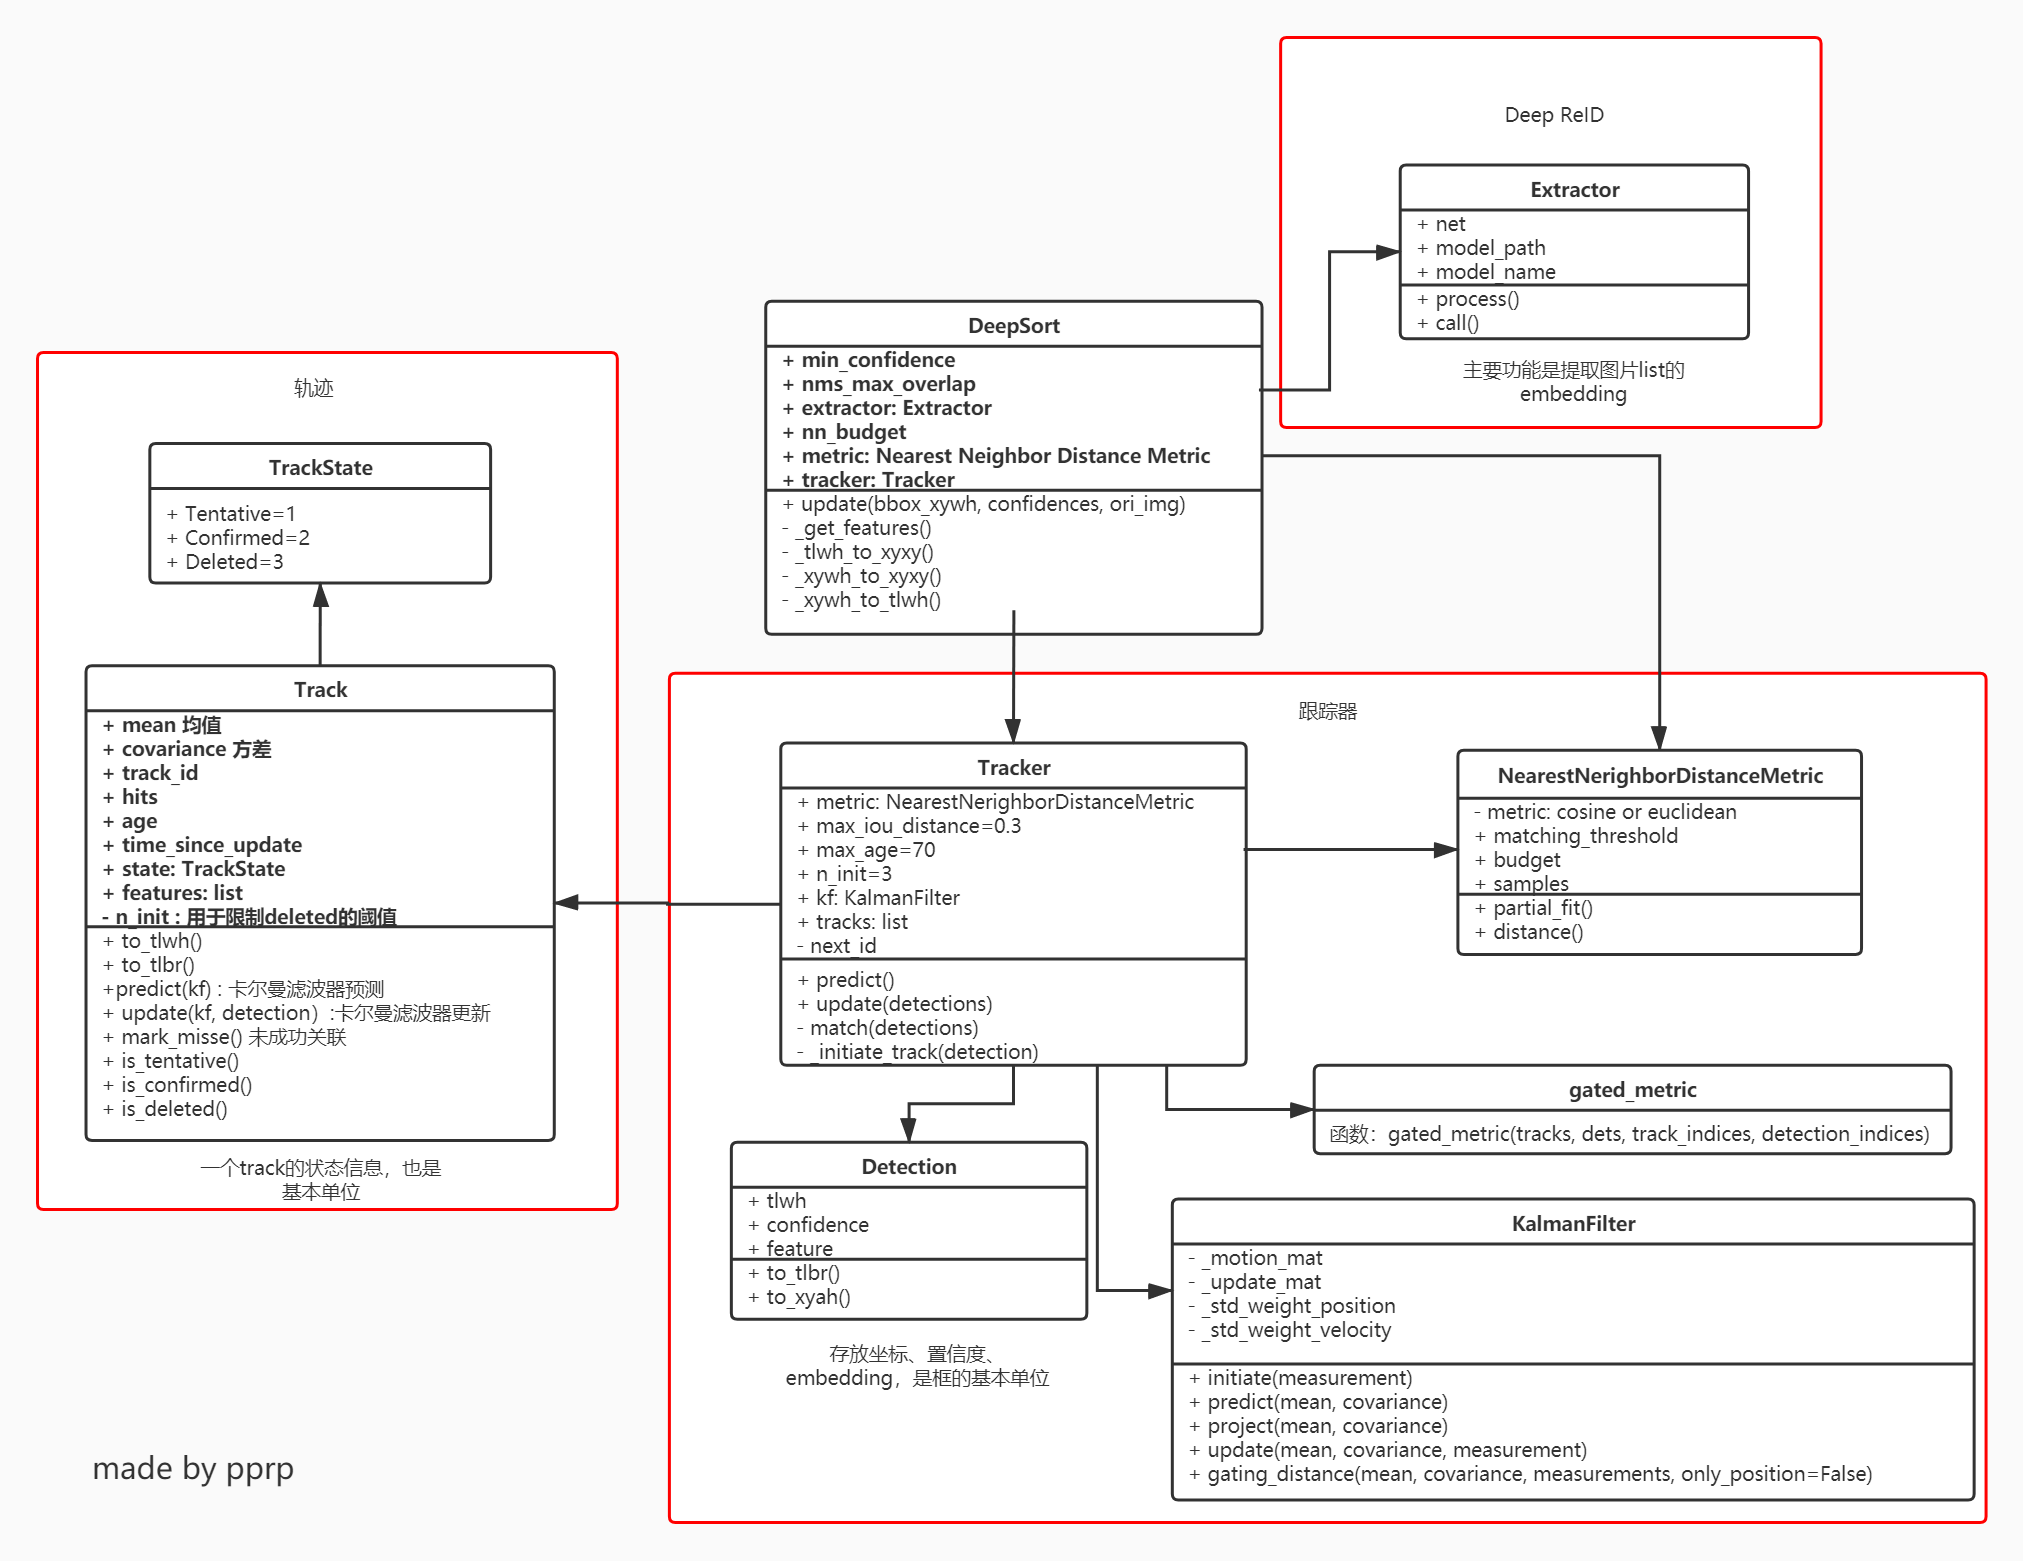 Deep ReID
Extractor
+ net
+ model_path
+ model_name
+ process()
+ call()
主要功能是提取图片list的
embedding
DeepSort
+ min_confidence
+ nms_max_overlap
+ extractor: Extractor
+ nn_budget
+ metric: Nearest Neighbor Distance Metric
+ tracker: Tracker
+ update(bbox_xywh, confidences, ori_img)
- _get_features()
- _tlwh_to_xyxy()
- _xywh_to_xyxy()
- _xywh_to_tlwh()
轨迹
TrackState
+ Tentative=1
+ Confirmed=2
+ Deleted=3
Track
+ mean 均值
+ covariance 方差
+ track_id
+ hits
+ age
+ time_since_update
+ state: TrackState
+ features: list
- n_init : 用于限制deleted的阈值
+ to_tlwh()
+ to_tlbr()
+predict(kf) : 卡尔曼滤波器预测
+ update(kf, detection）:卡尔曼滤波器更新
+ mark_misse() 未成功关联
+ is_tentative()
+ is_confirmed()
+ is_deleted()
一个track的状态信息，也是
基本单位
跟踪器
Tracker
+ metric: NearestNerighborDistanceMetric
+ max_iou_distance=0.3
+ max_age=70
+ n_init=3
+ kf: KalmanFilter
+ tracks: list
- next_id
+ predict()
+ update(detections)
- match(detections)
- _initiate_track(detection)
NearestNerighborDistanceMetric
- metric: cosine or euclidean
+ matching_threshold
+ budget
+ samples
+ partial_fit()
+ distance()
gated_metric
函数：gated_metric(tracks, dets, track_indices, detection_indices)
Detection
+ tlwh
+ confidence
+ feature
+ to_tlbr()
+ to_xyah()
存放坐标、置信度、
embedding，是框的基本单位
KalmanFilter
- _motion_mat
- _update_mat
- _std_weight_position
- _std_weight_velocity
+ initiate(measurement)
+ predict(mean, covariance)
+ project(mean, covariance)
+ update(mean, covariance, measurement)
+ gating_distance(mean, covariance, measurements, only_position=False)
made by pprp